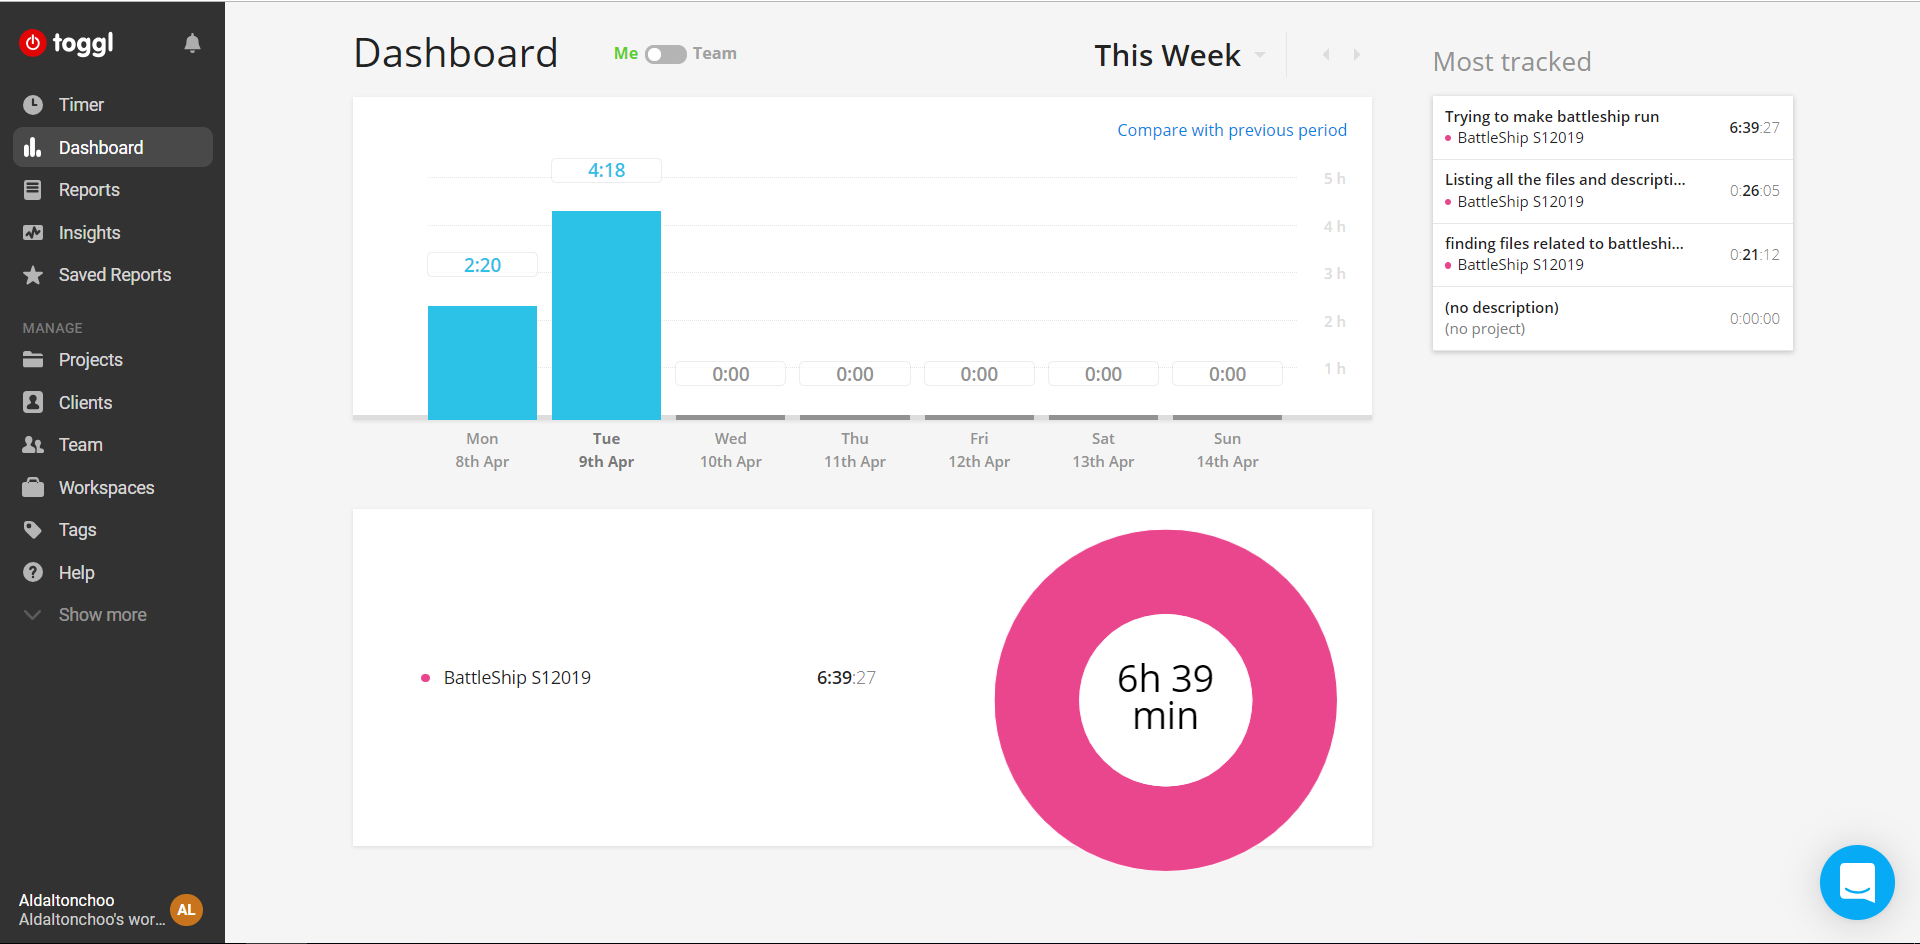 toggl
Timer
Dashboard
Reports
Insights
Saved Reports
MANAGE
Projects
Clients
Team
Workspaces
Tags
Help
Show more
Aldaltonchoo
Aldaltonchoo's wor...
AL
Dashboard
Me Team
This Week
Compare with previous period
5 h
4 h
3 h
2 h
1 h
2:20 4:18 0:00 0:00 0:00 0:00 0:00
Mon Tue Wed Thu Fri Sat Sun
8th Apr 9th Apr 10th Apr 11th Apr 12th Apr 13th Apr 14th Apr
BattleShip S12019 6:39:27
6h 39
min
Most tracked
Trying to make battleship run
BattleShip S12019
6:39:27
Listing all the files and descripti...
BattleShip S12019
0:26:05
finding files related to battleshi...
BattleShip S12019
0:21:12
(no description)
(no project)
0:00:00